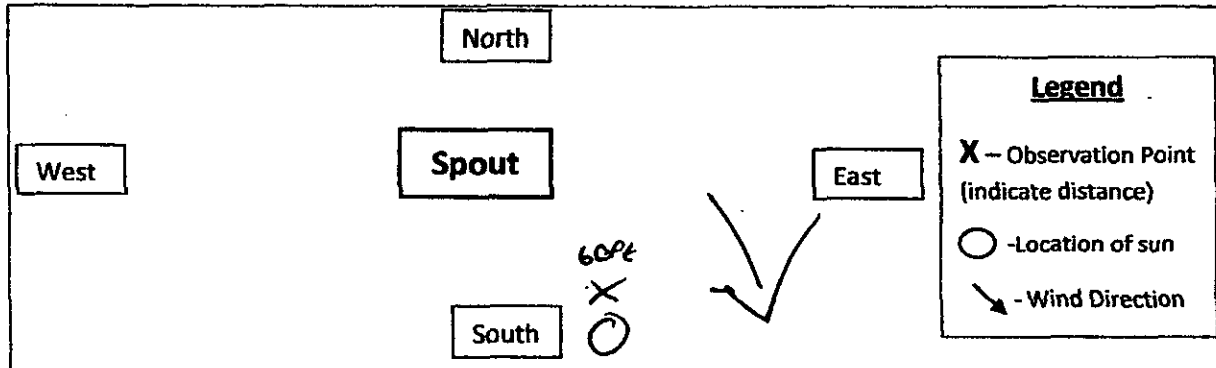 North
Legend
West
Spout
East
X – Observation Point
(indicate distance)
-Location of sun
- Wind Direction
60ft
X
South